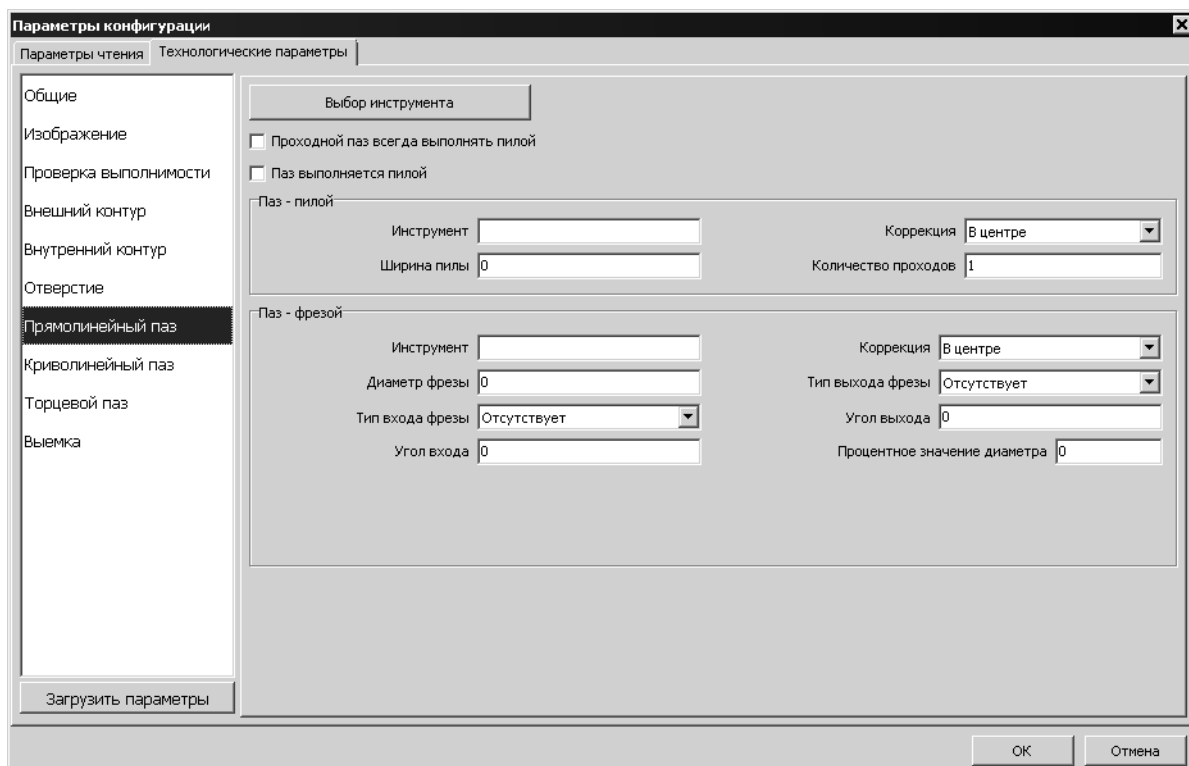 Параметры конфигурации
Параметры чтения
Технологические параметры
Общие
Изображение
Проверка выполнимости
Внешний контур
Внутренний контур
Отверстие
Прямолинейный паз
Криволинейный паз
Торцевой паз
Выемка
Загрузить параметры
Выбор инструмента
Проходной паз всегда выполнять пилой
Паз выполняется пилой
Паз - пилой
Инструмент
Коррекция В центре
Ширина пилы 0
Количество проходов 1
Паз - фрезой
Инструмент
Коррекция В центре
Диаметр фрезы 0
Тип выхода фрезы Отсутствует
Тип входа фрезы Отсутствует
Угол выхода 0
Угол входа 0
Процентное значение диаметра 0
ОК
Отмена